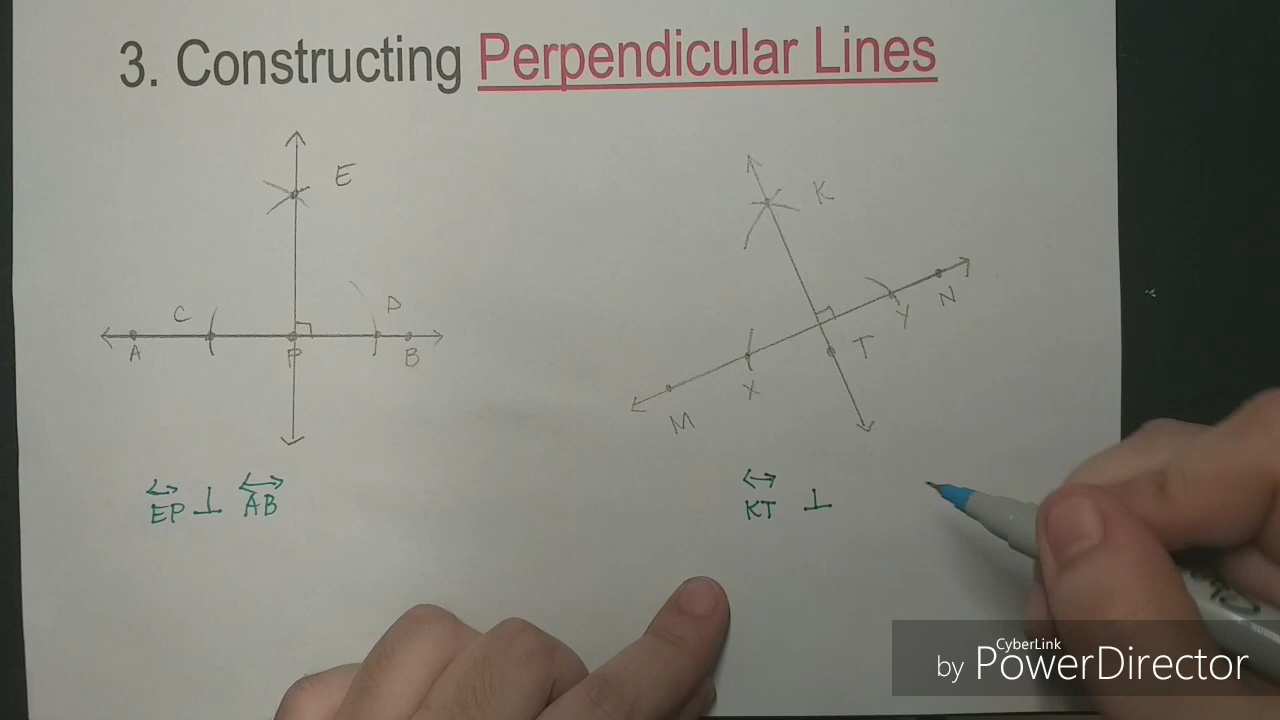 3. Constructing Perpendicular Lines
E
C
D
A
P
B
K
N
Y
T
X
M
EP ⊥ AB
KT ⊥
CyberLink
by PowerDirector